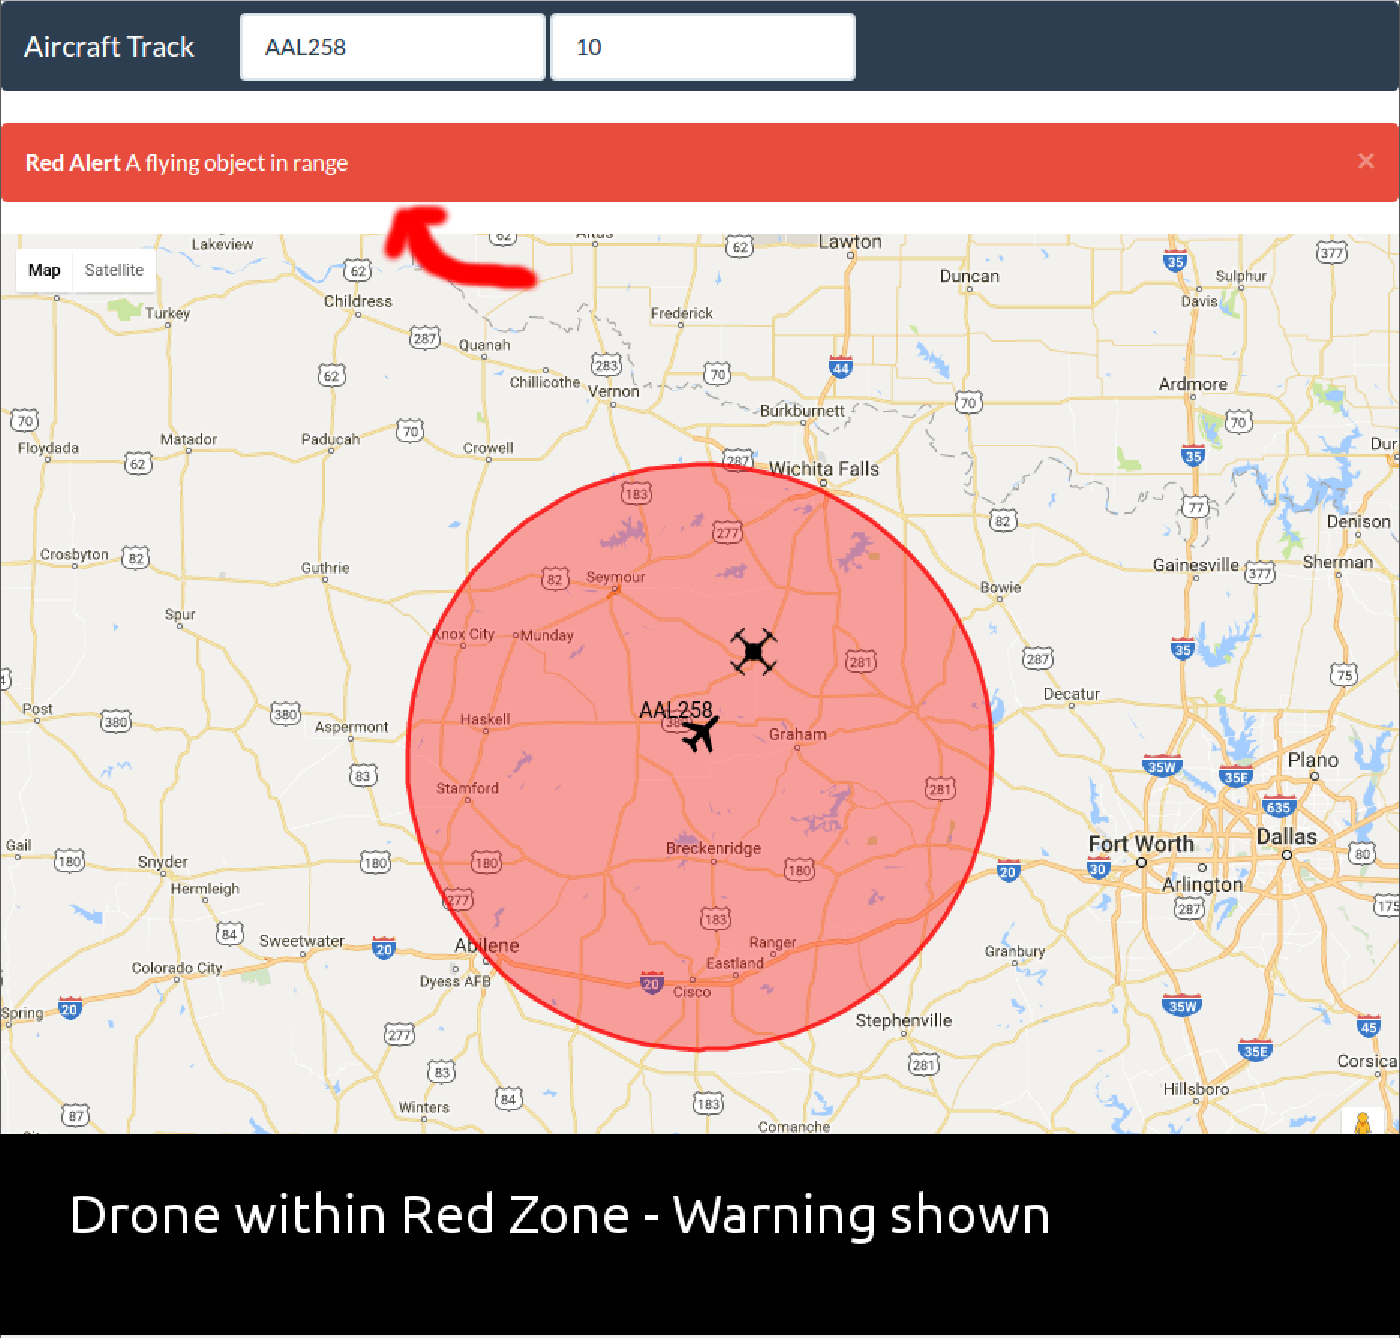 Aircraft Track AAL258 10
Red Alert A flying object in range ×
Lakeview 62 Altus 62 Lawton 377
Map Satellite 62 Duncan 35 Sulphur
Childress Davis
Turkey Frederick
287 Quanah
283 44
62 Chillicothe Vernon 70 Ardmore
70 Burkburnett 70 70
Floydada Matador Paducah 70 Crowell Dur
62 287 Wichita Falls 35
183 77
277 82 Denison
Crosbyton 82 Guthrie 82 Seymour Gainesville 377 Sherman
Bowie
Spur
Knox City Munday
281 287 35 75
Post 380 380 Haskell AAL258 Decatur
Aspermont 380 Graham
83 35W 35E Plano
Stamford 281 635
Gail 180 Snyder 180 180 Breckenridge 180 Fort Worth Dallas 80
20 30
Hermleigh 277 Arlington
84 183 287 175
Sweetwater 20 Abilene Ranger Granbury
Colorado City Dyess AFB Eastland
Spring 20 20 Cisco 35W
277 Stephenville 45
83 281 35E Corsica
87 Winters 84 183 Hillsboro
Comanche
Drone within Red Zone - Warning shown